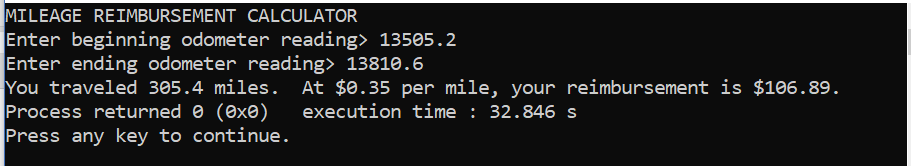 MILEAGE REIMBURSEMENT CALCULATOR
Enter beginning odometer reading> 13505.2
Enter ending odometer reading> 13810.6
You traveled 305.4 miles.  At $0.35 per mile, your reimbursement is $106.89.
Process returned 0 (0x0)   execution time : 32.846 s
Press any key to continue.